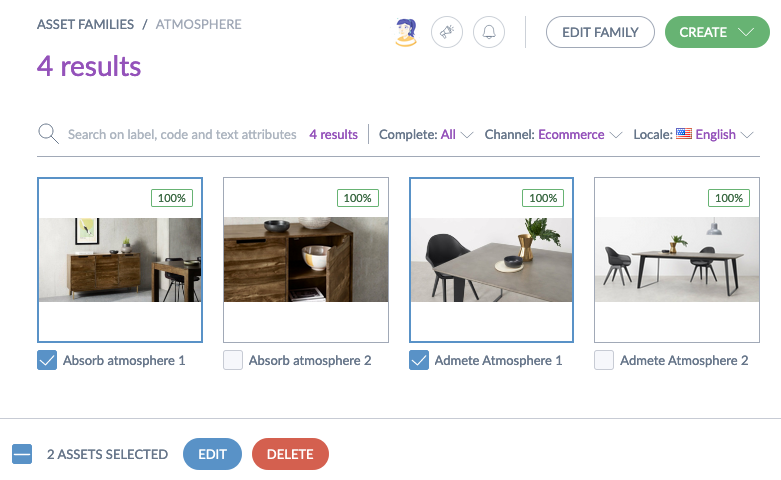 ASSET FAMILIES / ATMOSPHERE
EDIT FAMILY
CREATE
4 results
Search on label, code and text attributes 4 results Complete: All Channel: Ecommerce Locale: English
100% 100% 100% 100%
Absorb atmosphere 1 Absorb atmosphere 2 Admete Atmosphere 1 Admete Atmosphere 2
2 ASSETS SELECTED EDIT DELETE